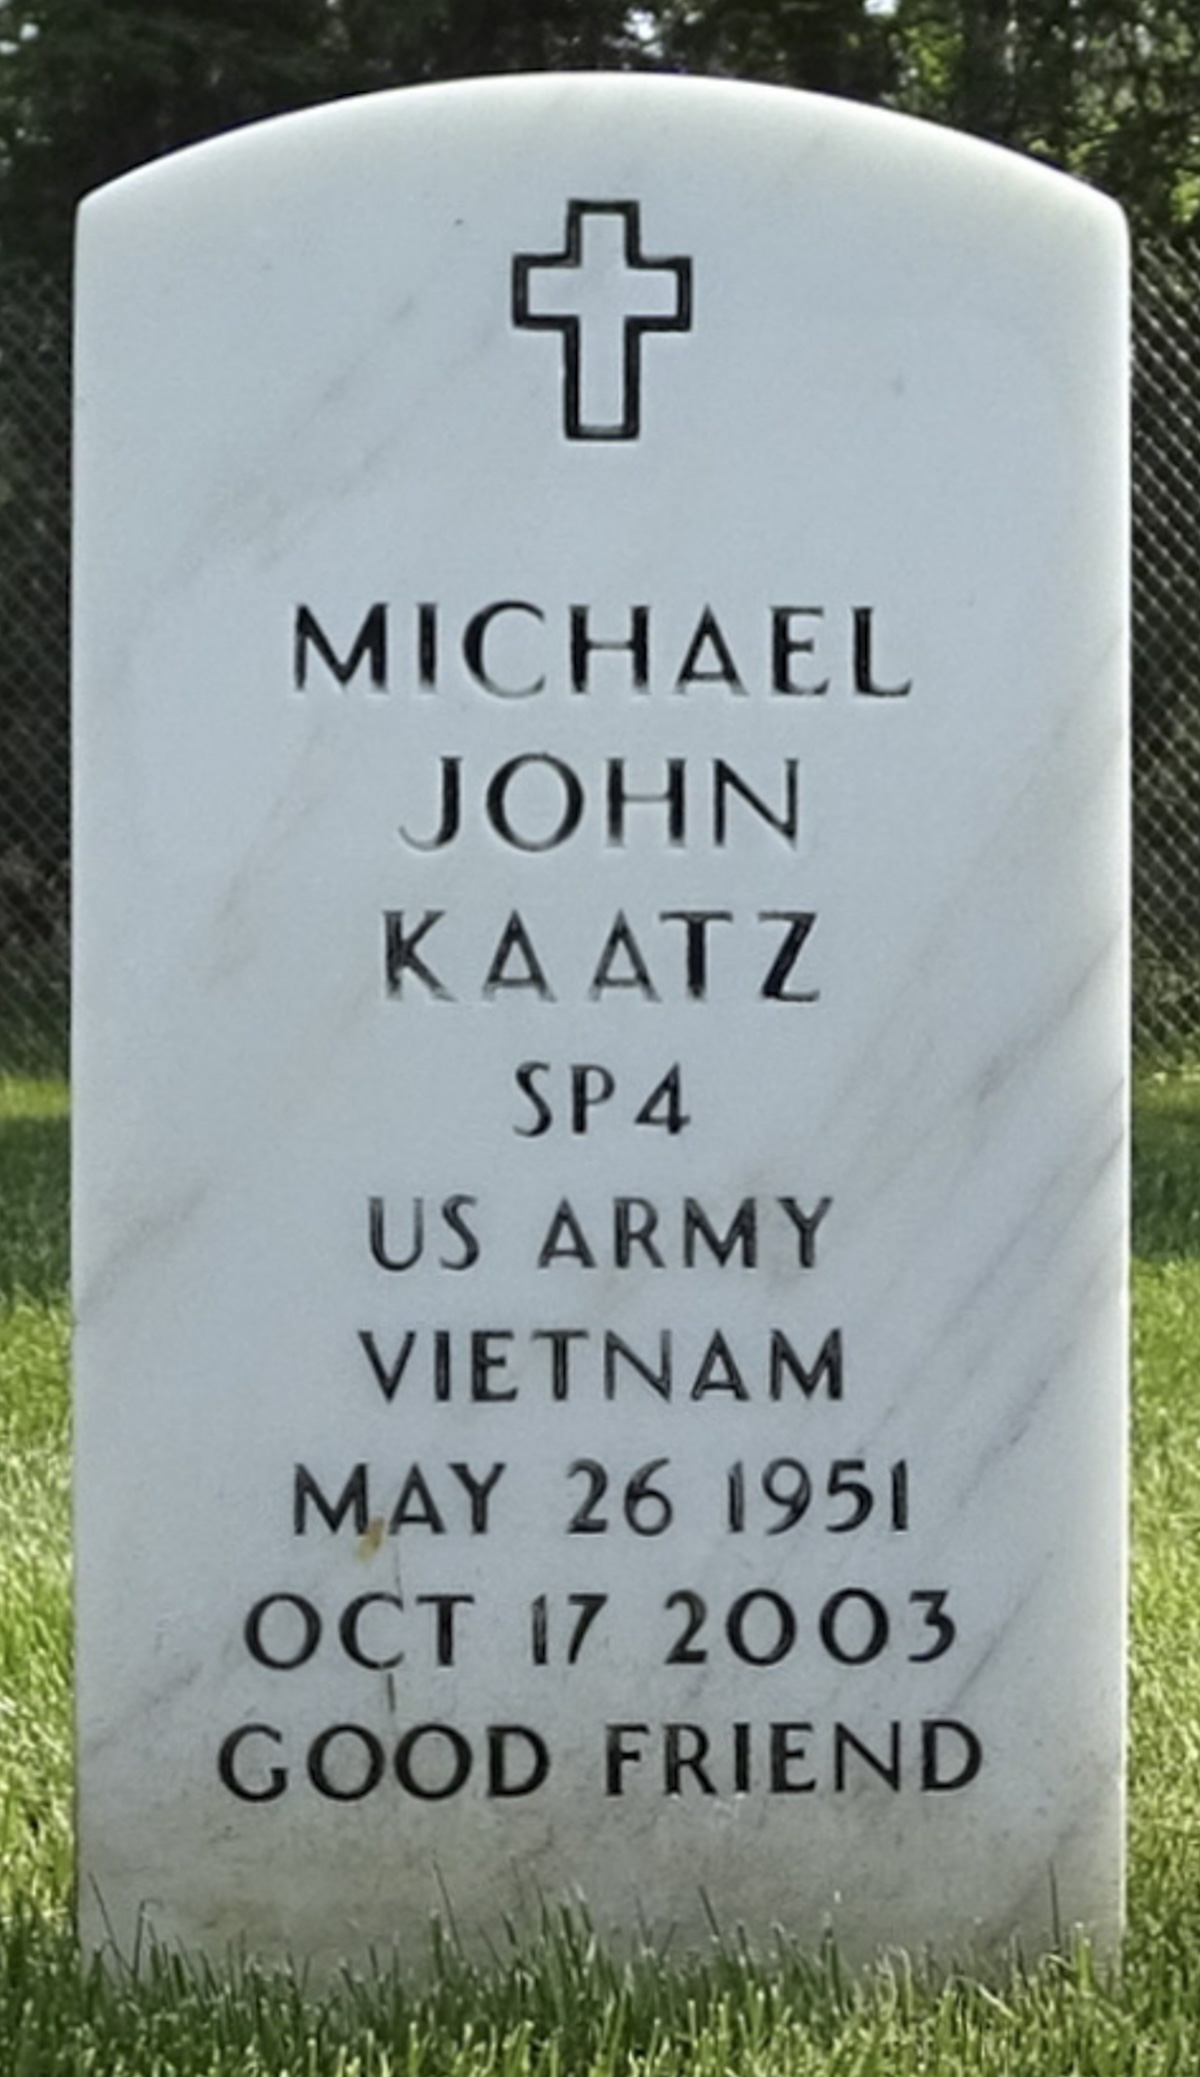 MICHAEL
JOHN
KAATZ
SP4
US ARMY
VIETNAM
MAY 26 1951
OCT 17 2003
GOOD FRIEND